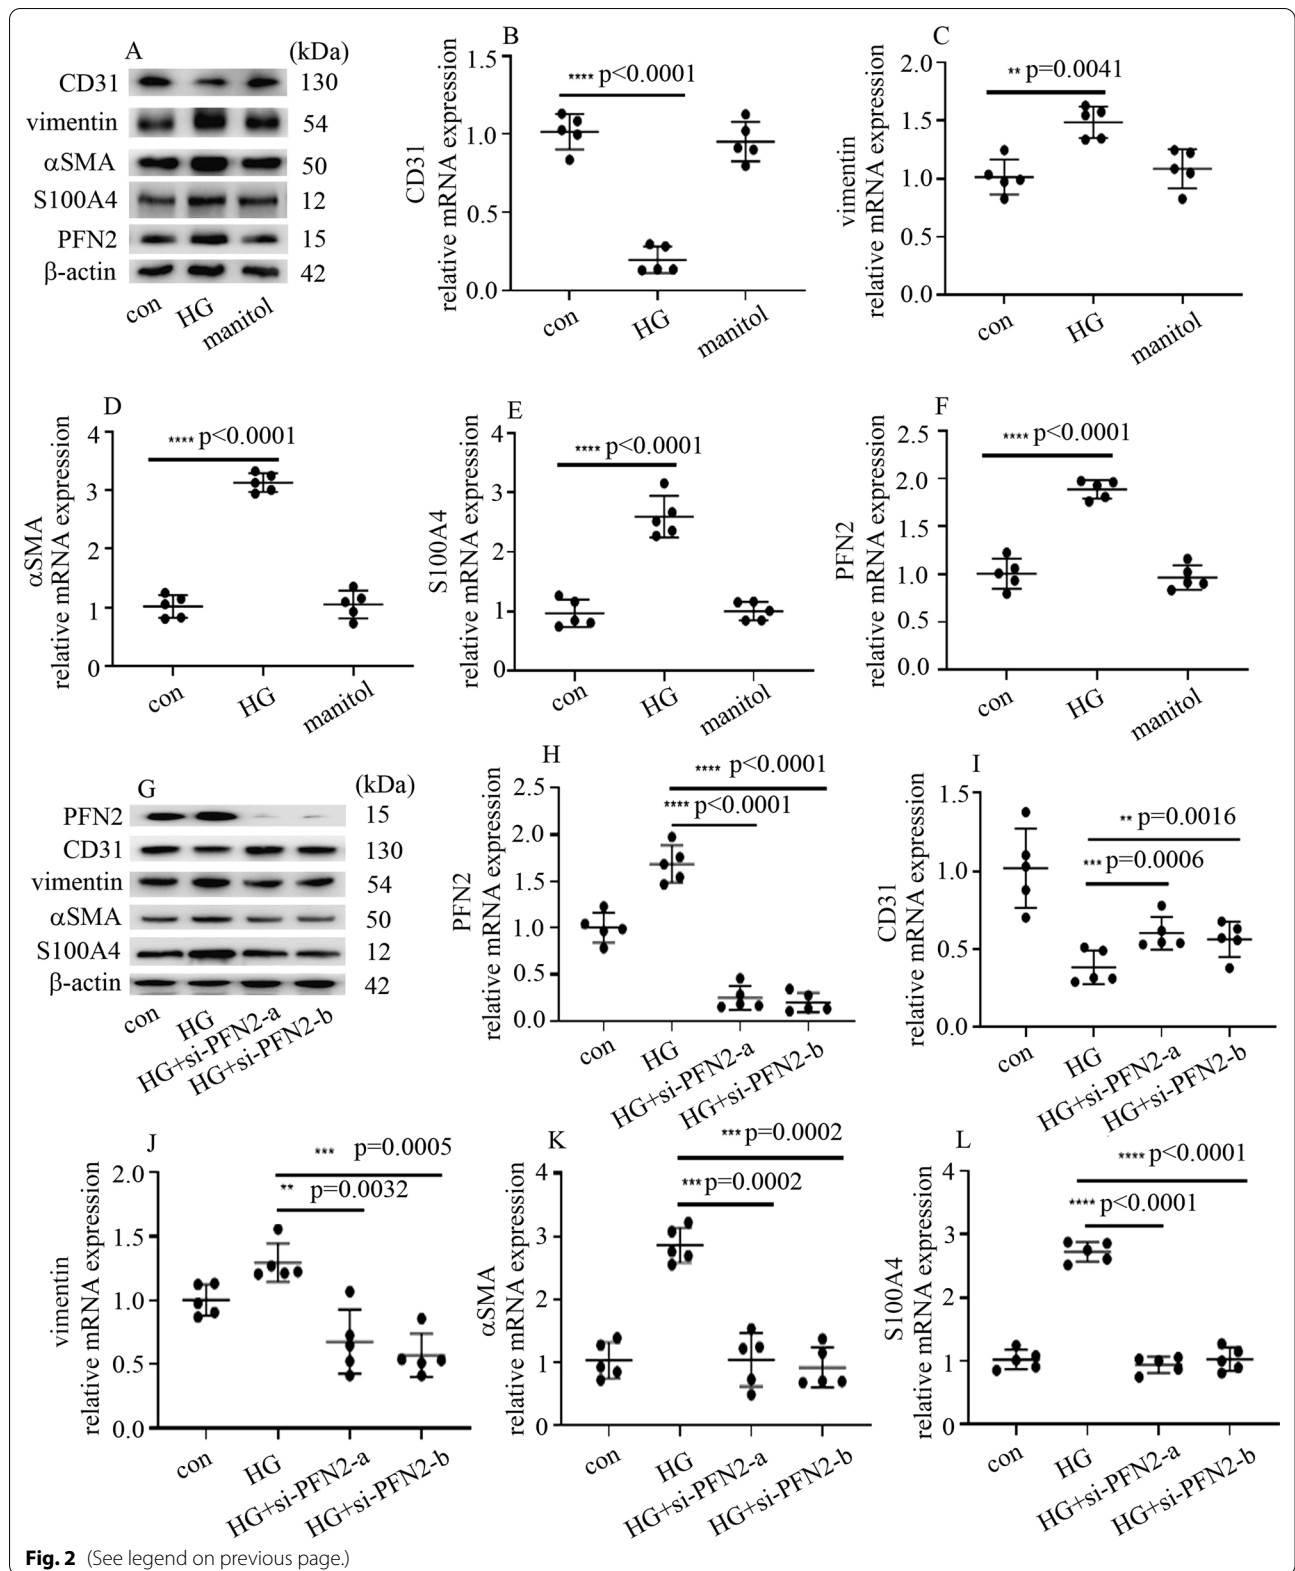 A
(kDa)
CD31
130
vimentin
54
αSMA
50
S100A4
12
PFN2
15
β-actin
42
con
HG
manitol
B
CD31
relative mRNA expression
1.5
1.0
0.5
0.0
**** p<0.0001
con
HG
manitol
C
vimentin
relative mRNA expression
2.0
1.5
1.0
0.5
0.0
** p=0.0041
con
HG
manitol
D
αSMA
relative mRNA expression
4
3
2
1
0
**** p<0.0001
con
HG
manitol
E
S100A4
relative mRNA expression
4
3
2
1
0
**** p<0.0001
con
HG
manitol
F
PFN2
relative mRNA expression
2.5
2.0
1.5
1.0
0.5
0.0
**** p<0.0001
con
HG
manitol
G
(kDa)
PFN2
15
CD31
130
vimentin
54
αSMA
50
S100A4
12
β-actin
42
con
HG
HG+si-PFN2-a
HG+si-PFN2-b
H
PFN2
relative mRNA expression
2.5
2.0
1.5
1.0
0.5
0.0
**** p<0.0001
**** p<0.0001
con
HG
HG+si-PFN2-a
HG+si-PFN2-b
I
CD31
relative mRNA expression
1.5
1.0
0.5
0.0
** p=0.0016
*** p=0.0006
con
HG
HG+si-PFN2-a
HG+si-PFN2-b
J
vimentin
relative mRNA expression
2.0
1.5
1.0
0.5
0.0
*** p=0.0005
** p=0.0032
con
HG
HG+si-PFN2-a
HG+si-PFN2-b
K
αSMA
relative mRNA expression
4
3
2
1
0
*** p=0.0002
*** p=0.0002
con
HG
HG+si-PFN2-a
HG+si-PFN2-b
L
S100A4
relative mRNA expression
4
3
2
1
0
**** p<0.0001
**** p<0.0001
con
HG
HG+si-PFN2-a
HG+si-PFN2-b
Fig. 2 (See legend on previous page.)